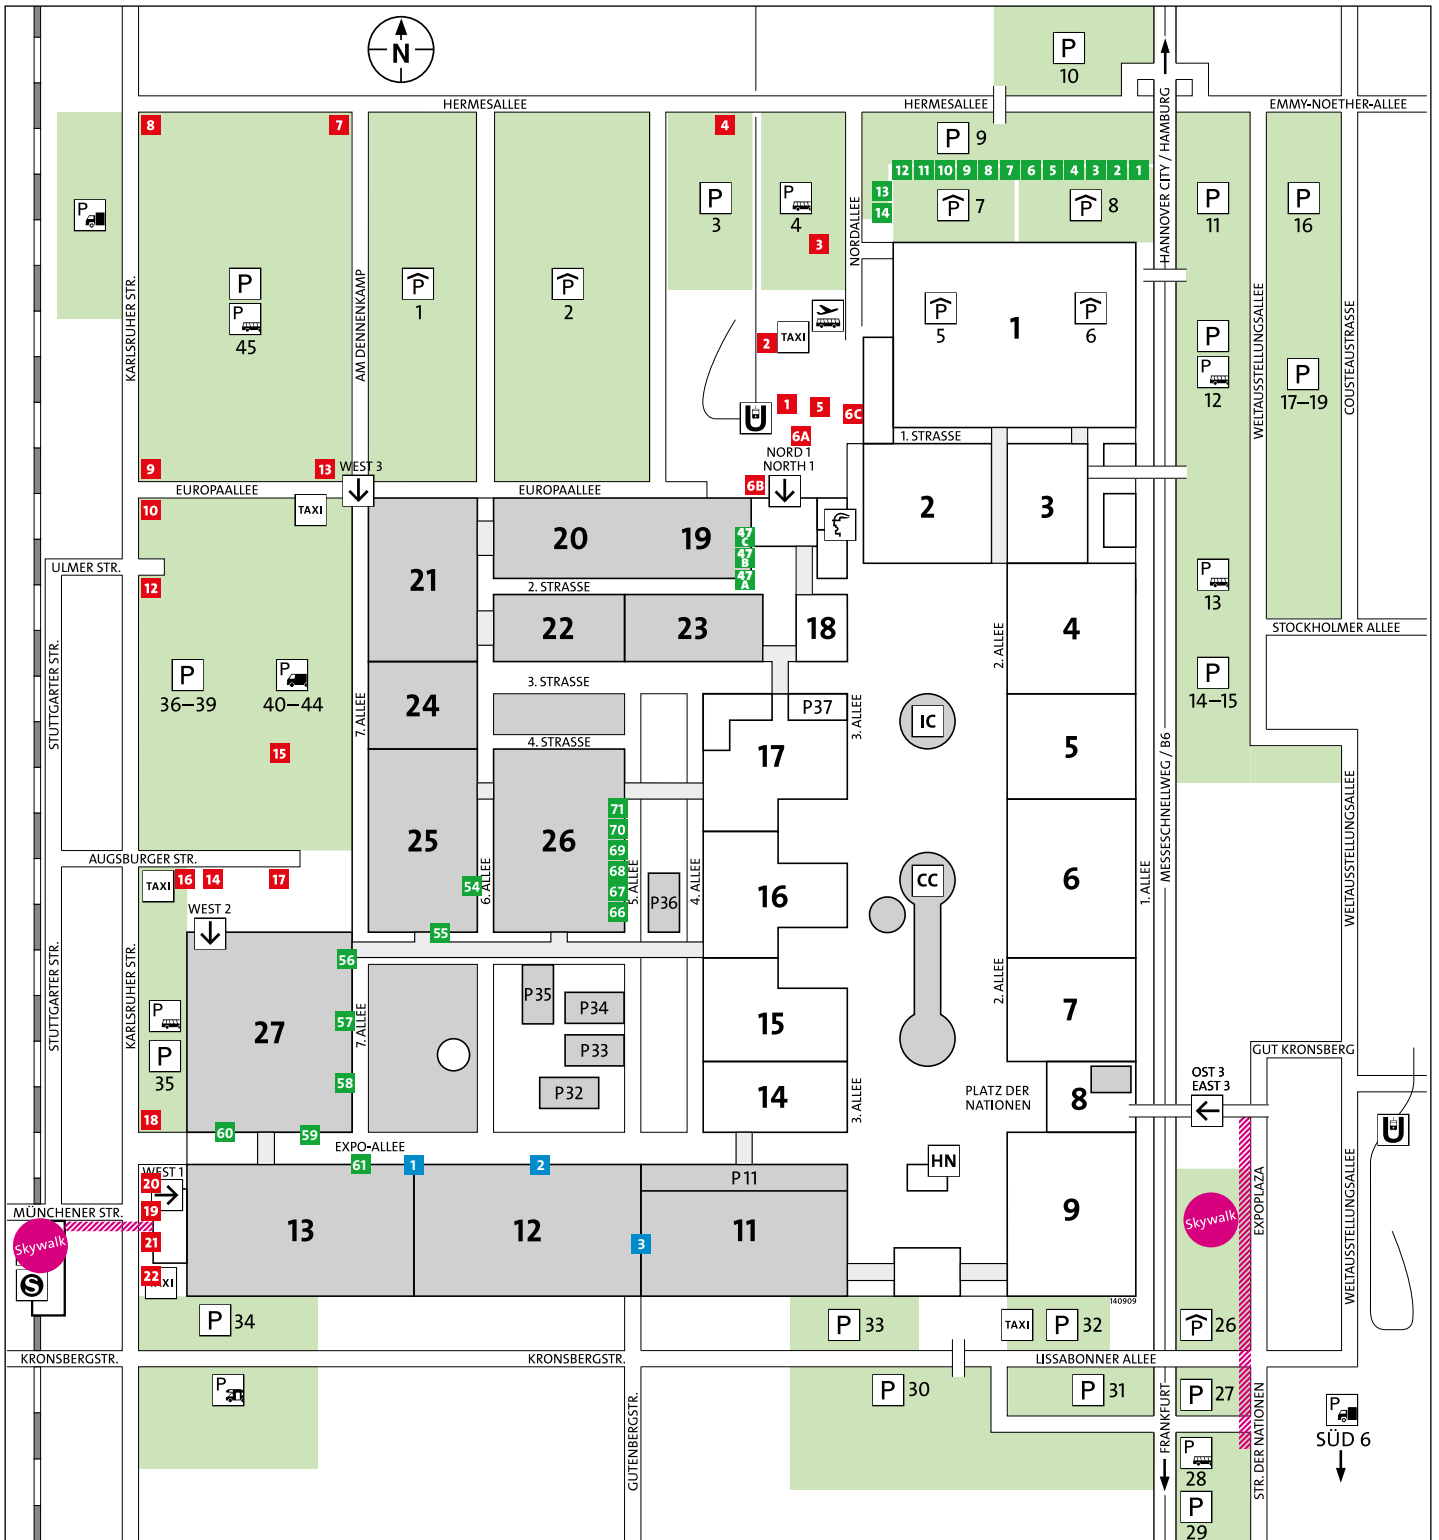 N
P
10
HERMESALLEE
HERMESALLEE
EMMY-NOETHER-ALLEE
HANNOVER CITY / HAMBURG
8
7
4
P
9
12 11 10 9 8 7 6 5 4 3 2 1
13
14
P
P
3
P
4
3
P
7
P
8
P
11
P
16
NORDALLEE
KARLSRUHER STR.
AM DENNENKAMP
P
P
45
P
1
P
2
2
TAXI
P
5
P
6
1
P
P
12
P
17–19
WELTAUSSTELLUNGSALLEE
COUSTEAUSTRASSE
U
1
5
6C
6A
1. STRASSE
NORD 1
NORTH 1
6B
9
13
WEST 3
EUROPAALLEE
EUROPAALLEE
10
TAXI
20
19
47
C
47
B
47
A
2
3
21
ULMER STR.
12
2. STRASSE
P
13
22
23
18
4
STOCKHOLMER ALLEE
STUTTGARTER STR.
2. ALLEE
P
36–39
P
40–44
3. STRASSE
P
14–15
7. ALLEE
24
P37
3. ALLEE
IC
4. STRASSE
15
17
5
MESSESCHNELLWEG / B6
71
70
69
68
67
66
25
26
AUGSBURGER STR.
TAXI
16
14
17
54
6. ALLEE
5. ALLEE
P36
4. ALLEE
16
CC
6
1. ALLEE
WELTAUSSTELLUNGSALLEE
WEST 2
55
56
STUTTGARTER STR.
KARLSRUHER STR.
P
P
35
27
57
7. ALLEE
58
P35
P34
P33
P32
15
2. ALLEE
7
GUT KRONSBERG
OST 3
EAST 3
PLATZ DER
NATIONEN
8
14
3. ALLEE
U
18
60
59
EXPO-ALLEE
61
1
2
HN
WEST 1
20
P 11
MÜNCHENER STR.
19
21
22
TAXI
Skywalk
S
13
12
3
11
9
Skywalk
EXPOPLAZA
WELTAUSSTELLUNGSALLEE
140909
P
34
P
33
TAXI
P
32
P
26
KRONSBERGSTR.
KRONSBERGSTR.
LISSABONNER ALLEE
P
P
30
P
31
P
27
P
SÜD 6
GUTENBERGSTR.
FRANKFURT
STR. DER NATIONEN
P
28
P
29